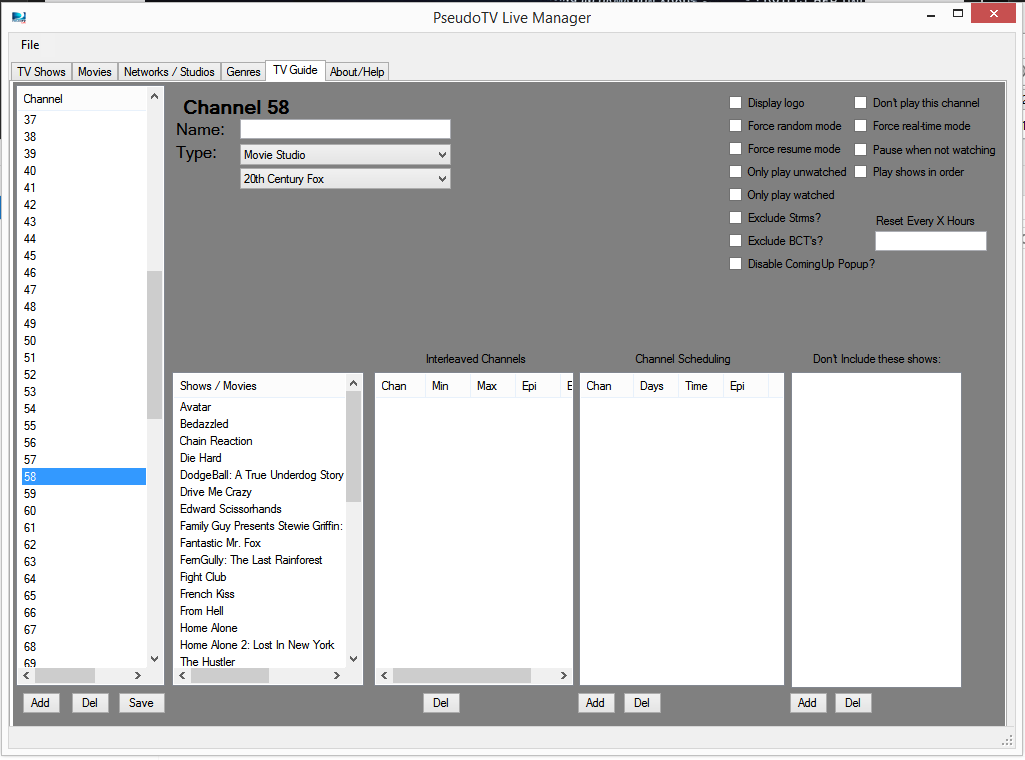 PseudoTV Live Manager
File
TV Shows Movies Networks / Studios Genres TV Guide About/Help
Channel
37
38
39
40
41
42
43
44
45
46
47
48
49
50
51
52
53
54
55
56
57
58
59
60
61
62
63
64
65
66
67
68
69
Add Del Save
Channel 58
Name:
Type: Movie Studio
20th Century Fox
Display logo Don't play this channel
Force random mode Force real-time mode
Force resume mode Pause when not watching
Only play unwatched Play shows in order
Only play watched
Exclude Strms? Reset Every X Hours
Exclude BCT's?
Disable ComingUp Popup?
Shows / Movies
Avatar
Bedazzled
Chain Reaction
Die Hard
DodgeBall: A True Underdog Story
Drive Me Crazy
Edward Scissorhands
Family Guy Presents Stewie Griffin:
Fantastic Mr. Fox
FernGully: The Last Rainforest
Fight Club
French Kiss
From Hell
Home Alone
Home Alone 2: Lost In New York
The Hustler
Interleaved Channels
Chan Min Max Epi E
Del
Channel Scheduling
Chan Days Time Epi
Add Del
Don't Include these shows:
Add Del